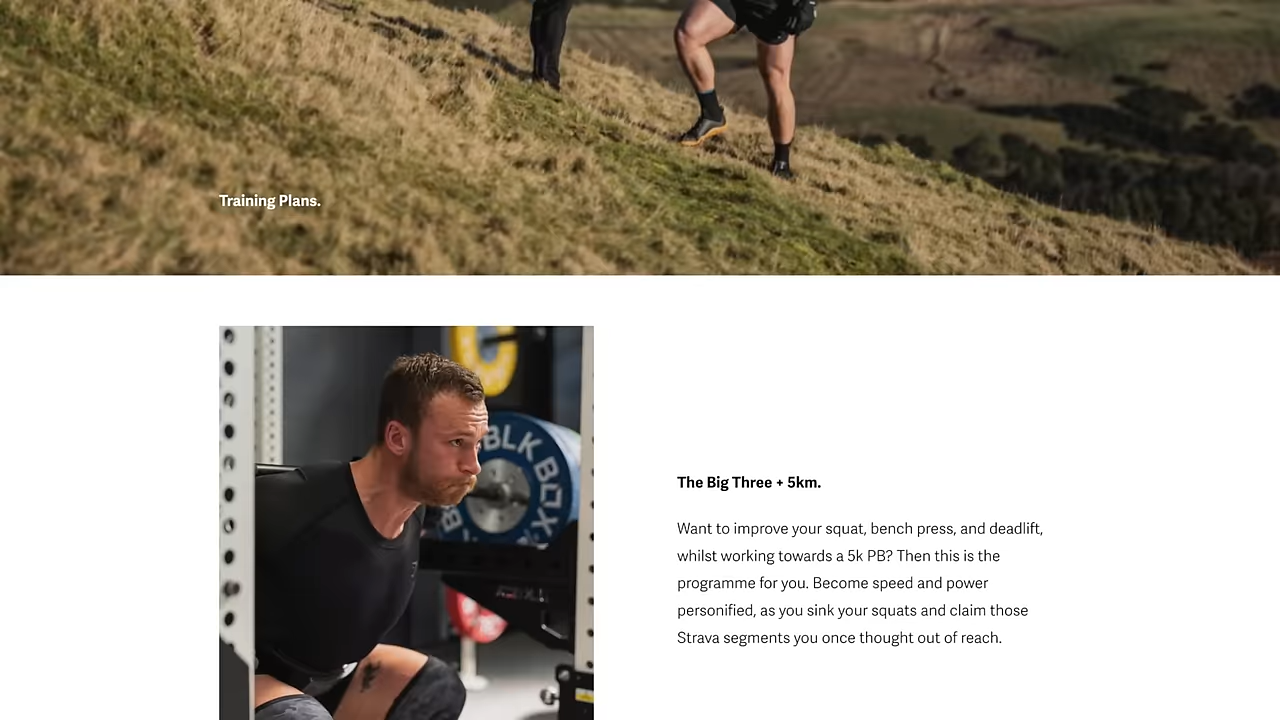 Training Plans.
BLK BOX
The Big Three + 5km.
Want to improve your squat, bench press, and deadlift,
whilst working towards a 5k PB? Then this is the
programme for you. Become speed and power
personified, as you sink your squats and claim those
Strava segments you once thought out of reach.